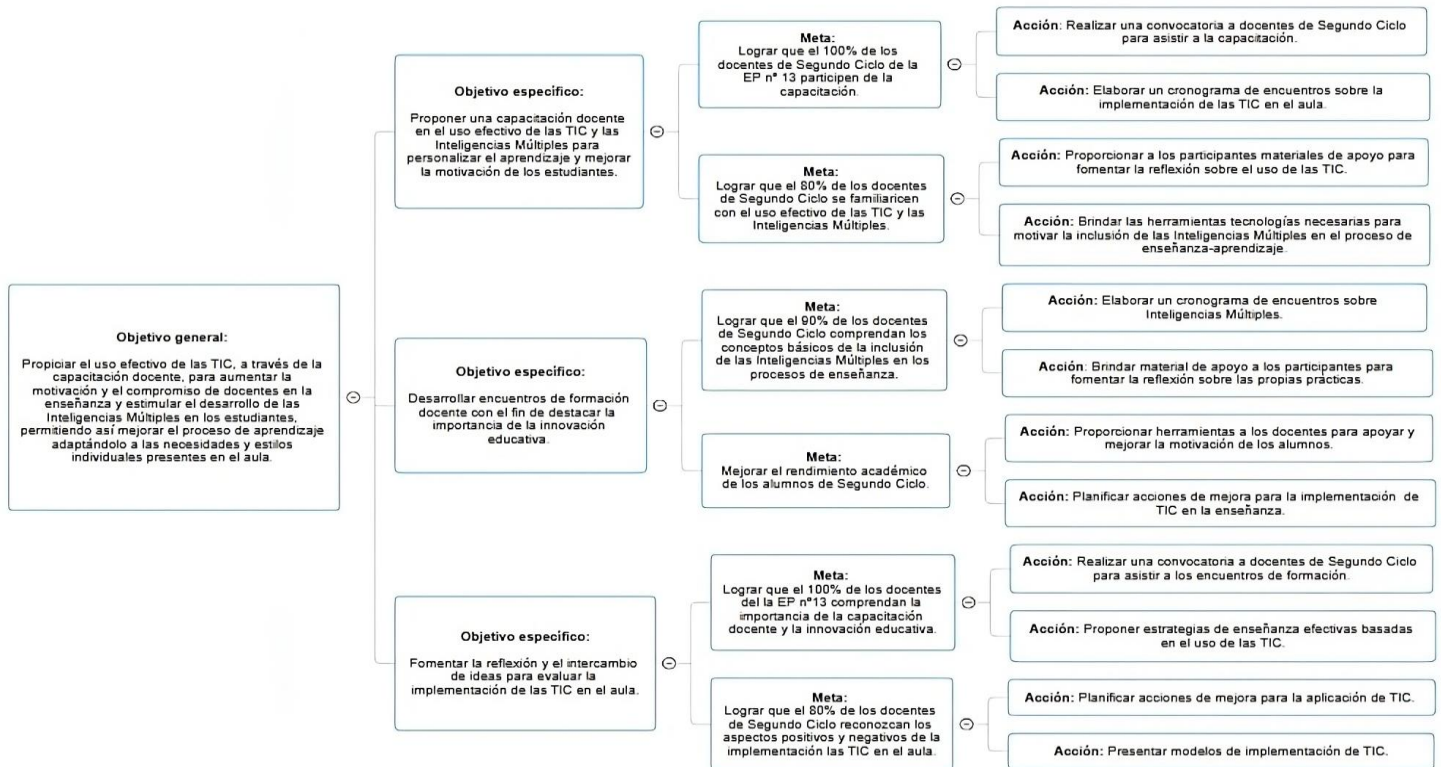 Objetivo general:
Propiciar el uso efectivo de las TIC, a través de la
capacitación docente, para aumentar la
motivación y el compromiso de docentes en la
enseñanza y estimular el desarrollo de las
Inteligencias Múltiples en los estudiantes,
permitiendo así mejorar el proceso de aprendizaje
adaptándolo a las necesidades y estilos
individuales presentes en el aula.
Objetivo específico:
Proponer una capacitación docente
en el uso efectivo de las TIC y las
Inteligencias Múltiples para
personalizar el aprendizaje y mejorar
la motivación de los estudiantes.
Meta:
Lograr que el 100% de los
docentes de Segundo Ciclo de la
EP n° 13 participen de la
capacitación.
Acción: Realizar una convocatoria a docentes de Segundo Ciclo
para asistir a la capacitación.
Acción: Elaborar un cronograma de encuentros sobre la
implementación de las TIC en el aula.
Meta:
Lograr que el 80% de los docentes
de Segundo Ciclo se familiaricen
con el uso efectivo de las TIC y las
Inteligencias Múltiples.
Acción: Proporcionar a los participantes materiales de apoyo para
fomentar la reflexión sobre el uso de las TIC.
Acción: Brindar las herramientas tecnologías necesarias para
motivar la inclusión de las Inteligencias Múltiples en el proceso de
enseñanza-aprendizaje.
Objetivo específico:
Desarrollar encuentros de formación
docente con el fin de destacar la
importancia de la innovación
educativa.
Meta:
Lograr que el 90% de los docentes
de Segundo Ciclo comprendan los
conceptos básicos de la inclusión
de las Inteligencias Múltiples en los
procesos de enseñanza.
Acción: Elaborar un cronograma de encuentros sobre
Inteligencias Múltiples.
Acción: Brindar material de apoyo a los participantes para
fomentar la reflexión sobre las propias prácticas.
Meta:
Mejorar el rendimiento académico
de los alumnos de Segundo Ciclo.
Acción: Proporcionar herramientas a los docentes para apoyar y
mejorar la motivación de los alumnos.
Acción: Planificar acciones de mejora para la implementación de
TIC en la enseñanza.
Objetivo específico:
Fomentar la reflexión y el intercambio
de ideas para evaluar la
implementación de las TIC en el aula.
Meta:
Lograr que el 100% de los docentes
del la EP n°13 comprendan la
importancia de la capacitación
docente y la innovación educativa.
Acción: Realizar una convocatoria a docentes de Segundo Ciclo
para asistir a los encuentros de formación.
Acción: Proponer estrategias de enseñanza efectivas basadas
en el uso de las TIC.
Meta:
Lograr que el 80% de los docentes
de Segundo Ciclo reconozcan los
aspectos positivos y negativos de la
implementación las TIC en el aula.
Acción: Planificar acciones de mejora para la aplicación de TIC.
Acción: Presentar modelos de implementación de TIC.